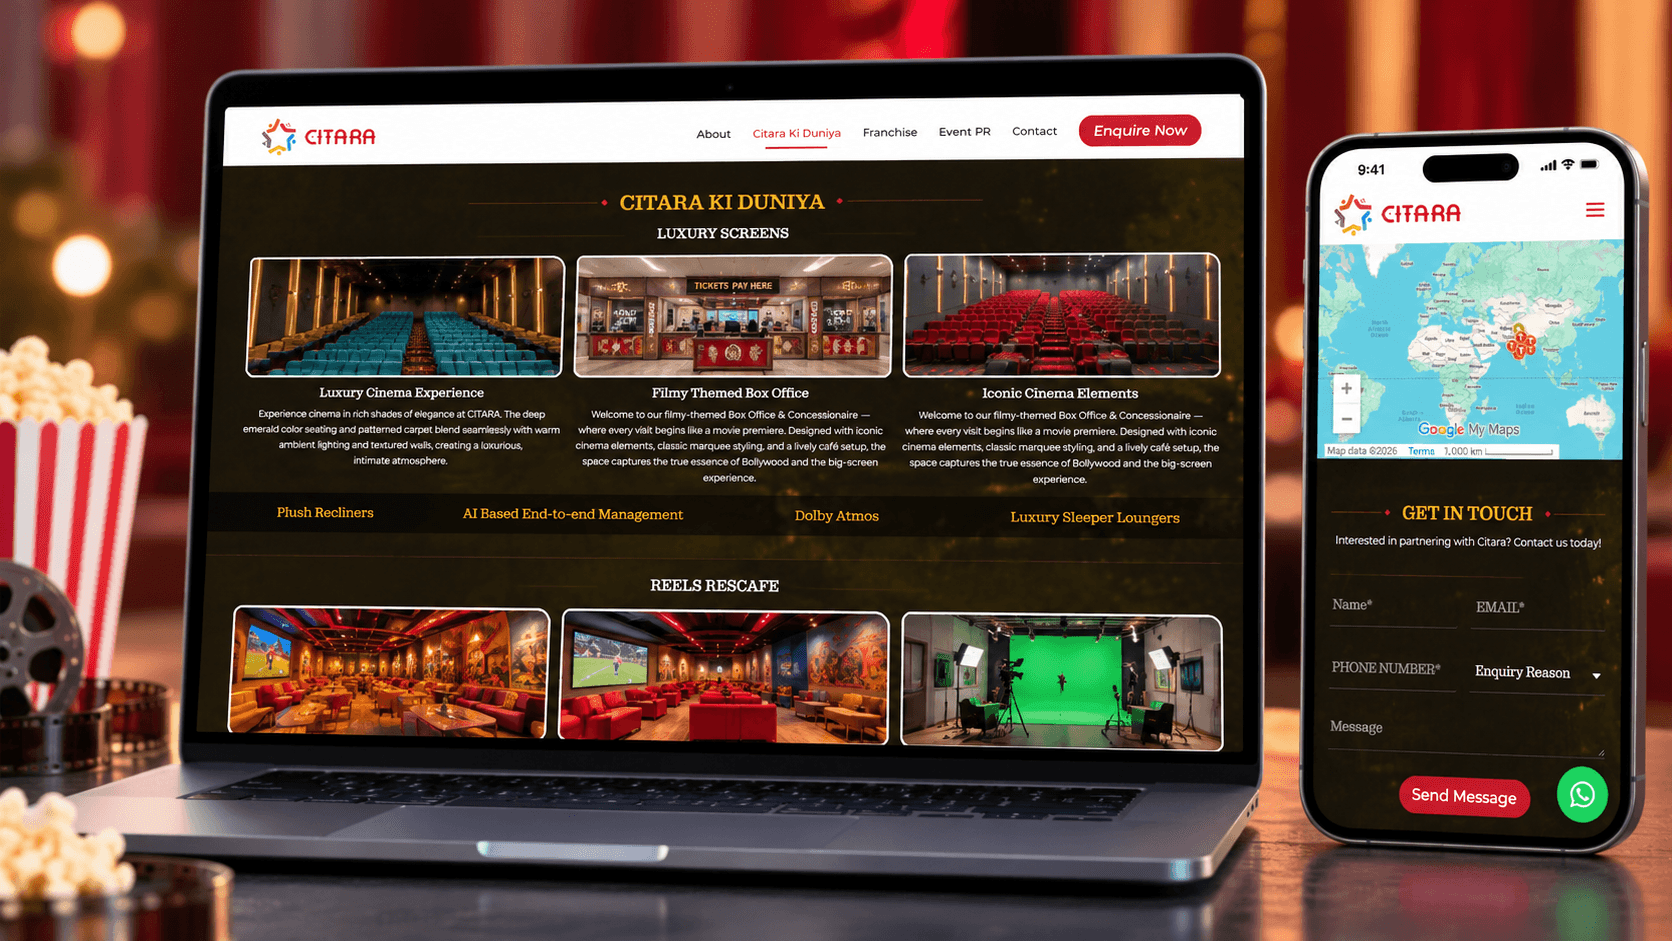 CITARA
About
Citara Ki Duniya
Franchise
Event PR
Contact
Enquire Now
CITARA KI DUNIYA
LUXURY SCREENS
TICKETS PAY HERE
Luxury Cinema Experience
Experience cinema in rich shades of elegance at CITARA. The deep
emerald color seating and patterned carpet blend seamlessly with warm
ambient lighting and textured walls, creating a luxurious,
intimate atmosphere.
Filmy Themed Box Office
Welcome to our filmy-themed Box Office & Concessionaire —
where every visit begins like a movie premiere. Designed with iconic
cinema elements, classic marquee styling, and a lively café setup, the
space captures the true essence of Bollywood and the big-screen
experience.
Iconic Cinema Elements
Welcome to our filmy-themed Box Office & Concessionaire —
where every visit begins like a movie premiere. Designed with iconic
cinema elements, classic marquee styling, and a lively café setup, the
space captures the true essence of Bollywood and the big-screen
experience.
Plush Recliners
AI Based End-to-end Management
Dolby Atmos
Luxury Sleeper Loungers
REELS RESCAFE
9:41
CITARA
Google My Maps
Map data ©2026
Terms
1,000 km
GET IN TOUCH
Interested in partnering with Citara? Contact us today!
Name*
EMAIL*
PHONE NUMBER*
Enquiry Reason
Message
Send Message